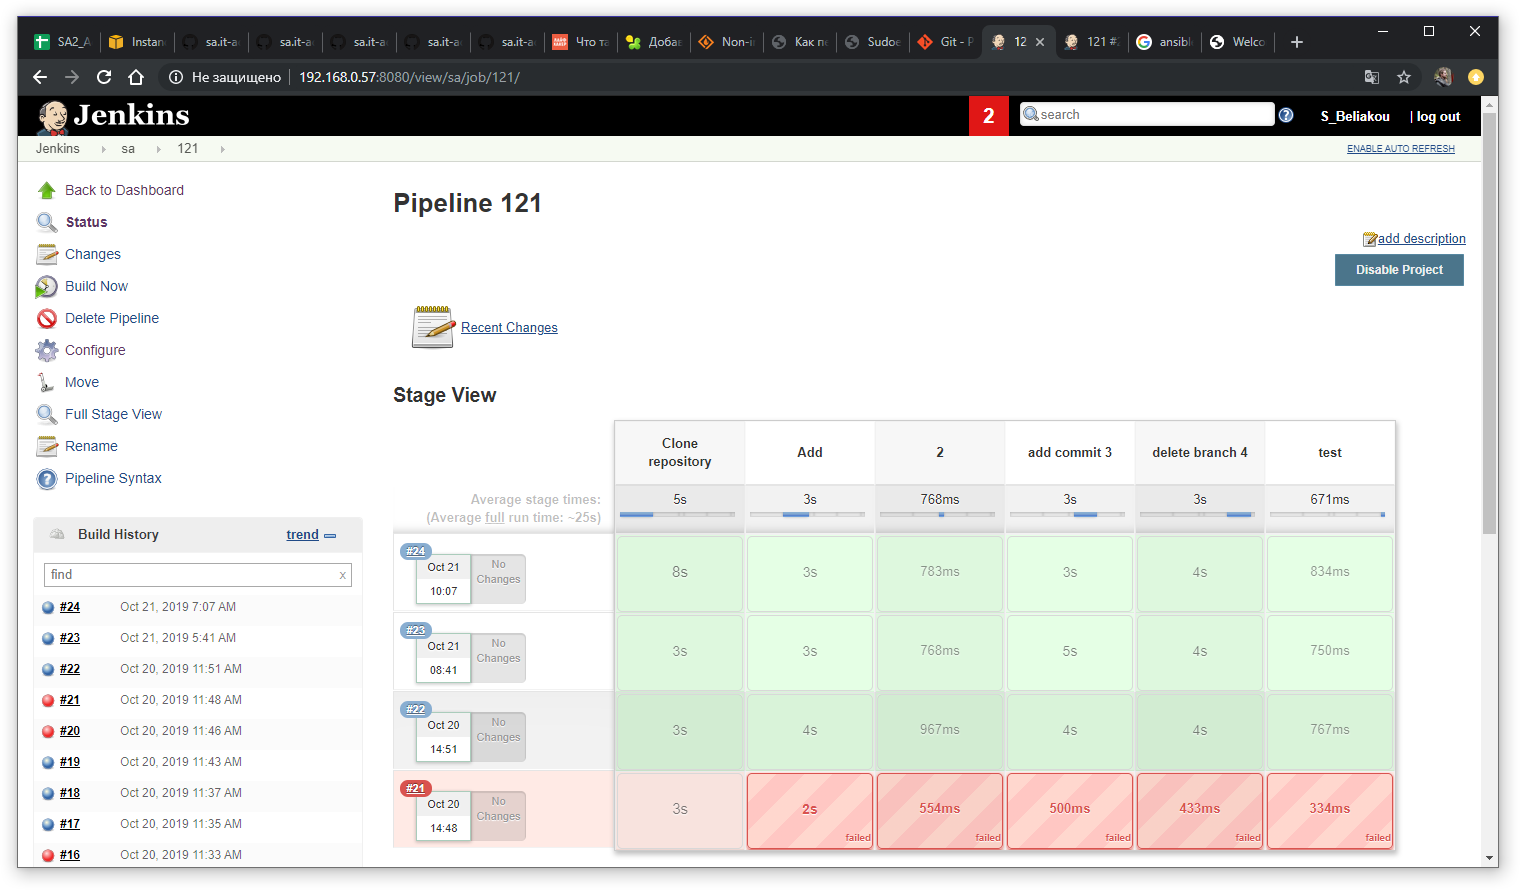 SA2_A
Instan
sa.it-a
sa.it-a
sa.it-a
sa.it-a
sa.it-a
Что та
Добав
Non-i
Как пе
Sudoe
Git - P
12
121 #
ansibl
Welco
Не защищено
192.168.0.57:8080/view/sa/job/121/
Jenkins
2
search
S_Beliakou
| log out
Jenkins
sa
121
ENABLE AUTO REFRESH
Back to Dashboard
Status
Changes
Build Now
Delete Pipeline
Configure
Move
Full Stage View
Rename
Pipeline Syntax
Build History
trend
find
x
#24 Oct 21, 2019 7:07 AM
#23 Oct 21, 2019 5:41 AM
#22 Oct 20, 2019 11:51 AM
#21 Oct 20, 2019 11:48 AM
#20 Oct 20, 2019 11:46 AM
#19 Oct 20, 2019 11:43 AM
#18 Oct 20, 2019 11:37 AM
#17 Oct 20, 2019 11:35 AM
#16 Oct 20, 2019 11:33 AM
Pipeline 121
add description
Disable Project
Recent Changes
Stage View
Clone
repository
Add
2
add commit 3
delete branch 4
test
Average stage times:
(Average full run time: ~25s)
5s 3s 768ms 3s 3s 671ms
#24
Oct 21
10:07
No
Changes
8s 3s 783ms 3s 4s 834ms
#23
Oct 21
08:41
No
Changes
3s 3s 768ms 5s 4s 750ms
#22
Oct 20
14:51
No
Changes
3s 4s 967ms 4s 4s 767ms
#21
Oct 20
14:48
No
Changes
3s 2s 554ms 500ms 433ms 334ms
failed failed failed failed failed